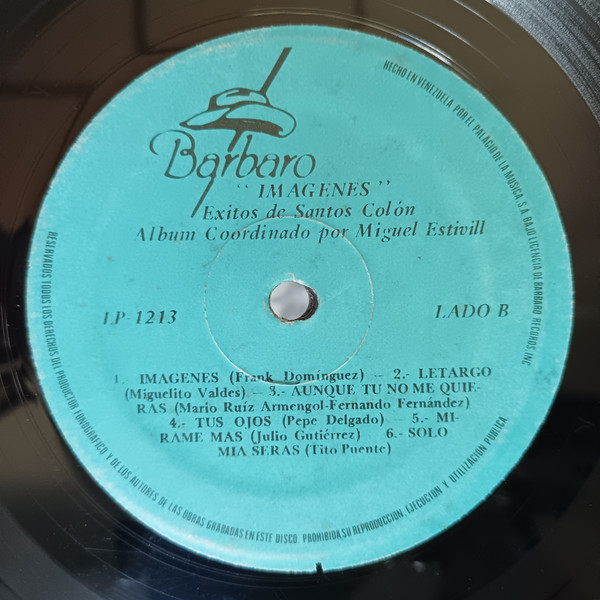 Barbaro
"IMAGENES"
Exitos de Santos Colón
Album Coordinado por Miguel Estivill
LP-1213
LADO B
1.- IMAGENES (Frank Domínguez) – 2.- LETARGO
(Miguelito Valdes) – 3.- AUNQUE TU NO ME QUIE-
RAS (Mario Ruíz Armengol-Fernando Fernández)
4.- TUS OJOS (Pepe Delgado) – 5.- MI-
RAME MAS (Julio Gutiérrez) 6.- SOLO
MIA SERAS (Tito Puente)
HECHO EN VENEZUELA POR EL PALACIO DE LA MUSICA, S.A. BAJO LICENCIA DE BARBARO RECORDS INC.
RESERVADOS TODOS LOS DERECHOS DEL PRODUCTOR FONOGRAFICO Y DE LOS AUTORES DE LAS OBRAS GRABADAS EN ESTE DISCO. PROHIBIDA SU REPRODUCCION, EJECUCION Y UTILIZACION PUBLICA.